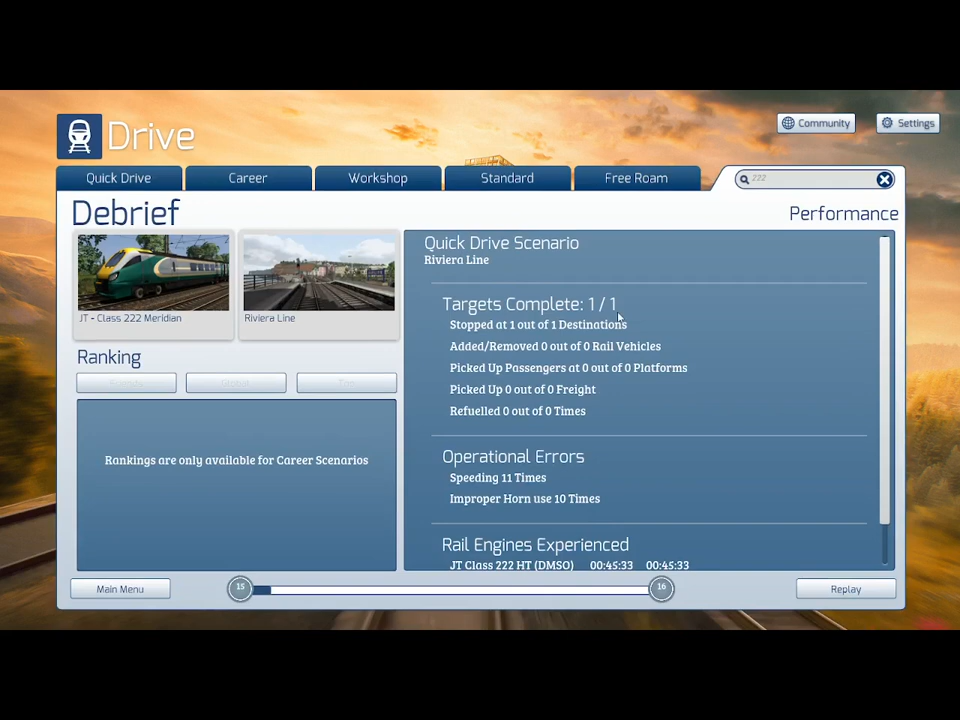 Drive
Community
Settings
Quick Drive
Career
Workshop
Standard
Free Roam
222
Debrief
Performance
JT - Class 222 Meridian
Riviera Line
Ranking
Rankings are only available for Career Scenarios
Quick Drive Scenario
Riviera Line
Targets Complete: 1 / 1
Stopped at 1 out of 1 Destinations
Added/Removed 0 out of 0 Rail Vehicles
Picked Up Passengers at 0 out of 0 Platforms
Picked Up 0 out of 0 Freight
Refuelled 0 out of 0 Times
Operational Errors
Speeding 11 Times
Improper Horn use 10 Times
Rail Engines Experienced
JT Class 222 HT (DMSO) 00:45:33 00:45:33
Main Menu
15
16
Replay